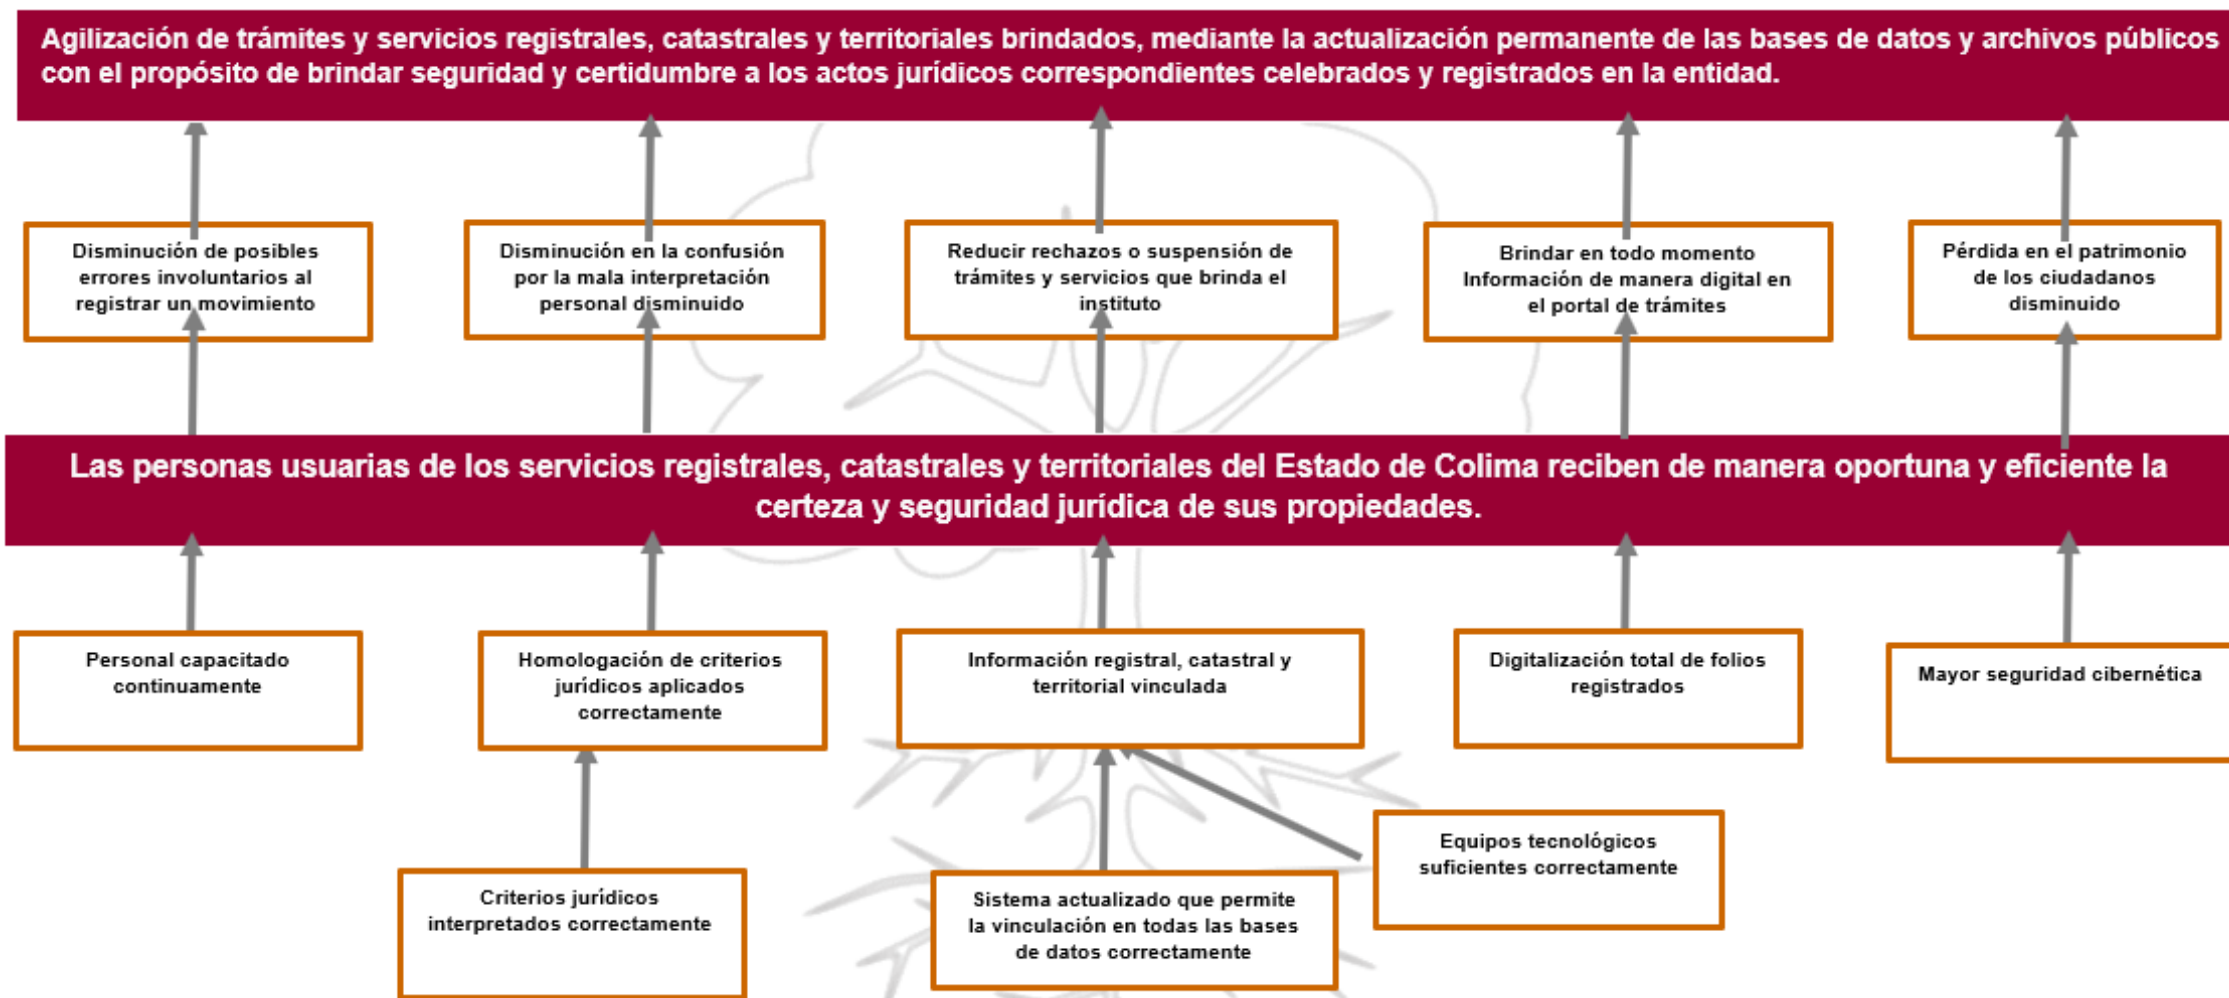 Agilización de trámites y servicios registrales, catastrales y territoriales brindados, mediante la actualización permanente de las bases de datos y archivos públicos
con el propósito de brindar seguridad y certidumbre a los actos jurídicos correspondientes celebrados y registrados en la entidad.
Disminución de posibles
errores involuntarios al
registrar un movimiento
Disminución en la confusión
por la mala interpretación
personal disminuido
Reducir rechazos o suspensión de
trámites y servicios que brinda el
instituto
Brindar en todo momento
Información de manera digital en
el portal de trámites
Pérdida en el patrimonio
de los ciudadanos
disminuido
Las personas usuarias de los servicios registrales, catastrales y territoriales del Estado de Colima reciben de manera oportuna y eficiente la
certeza y seguridad jurídica de sus propiedades.
Personal capacitado
continuamente
Homologación de criterios
jurídicos aplicados
correctamente
Información registral, catastral y
territorial vinculada
Digitalización total de folios
registrados
Mayor seguridad cibernética
Criterios jurídicos
interpretados correctamente
Sistema actualizado que permite
la vinculación en todas las bases
de datos correctamente
Equipos tecnológicos
suficientes correctamente